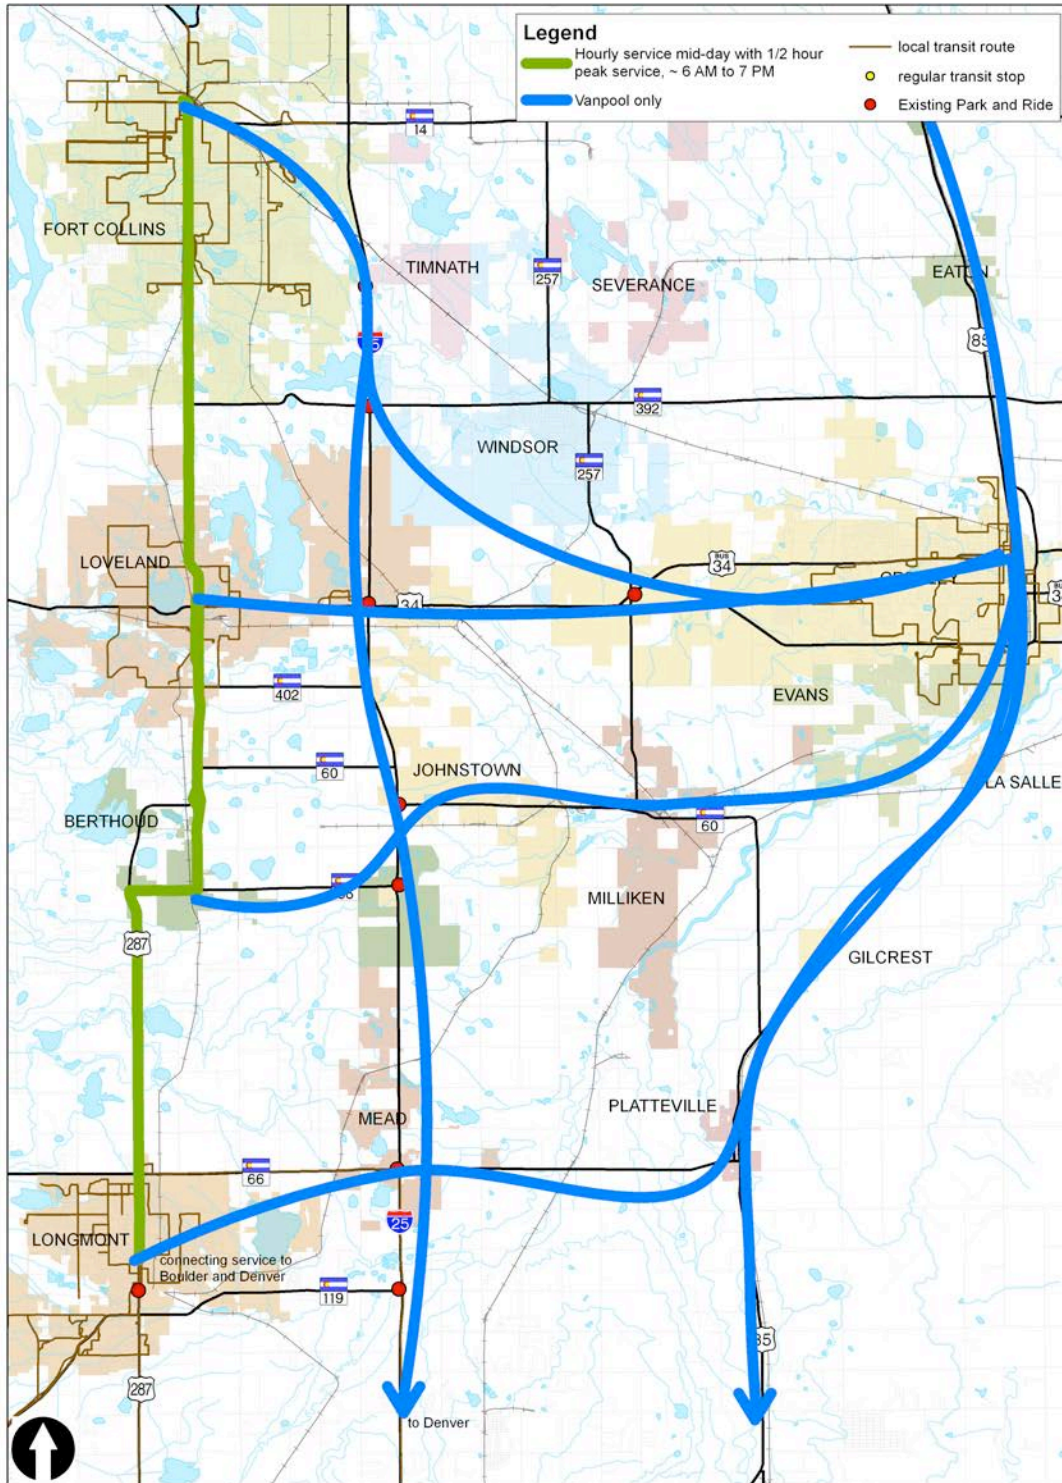 Legend
Hourly service mid-day with 1/2 hour
peak service, ~ 6 AM to 7 PM
Vanpool only
local transit route
regular transit stop
Existing Park and Ride
14
FORT COLLINS
TIMNATH
257
SEVERANCE
EATON
85
392
WINDSOR
257
LOVELAND
BUS
34
34
402
EVANS
60
JOHNSTOWN
LA SALLE
BERTHOUD
60
MILLIKEN
287
GILCREST
PLATTEVILLE
MEAD
66
25
LONGMONT
connecting service to
Boulder and Denver
119
85
287
to Denver